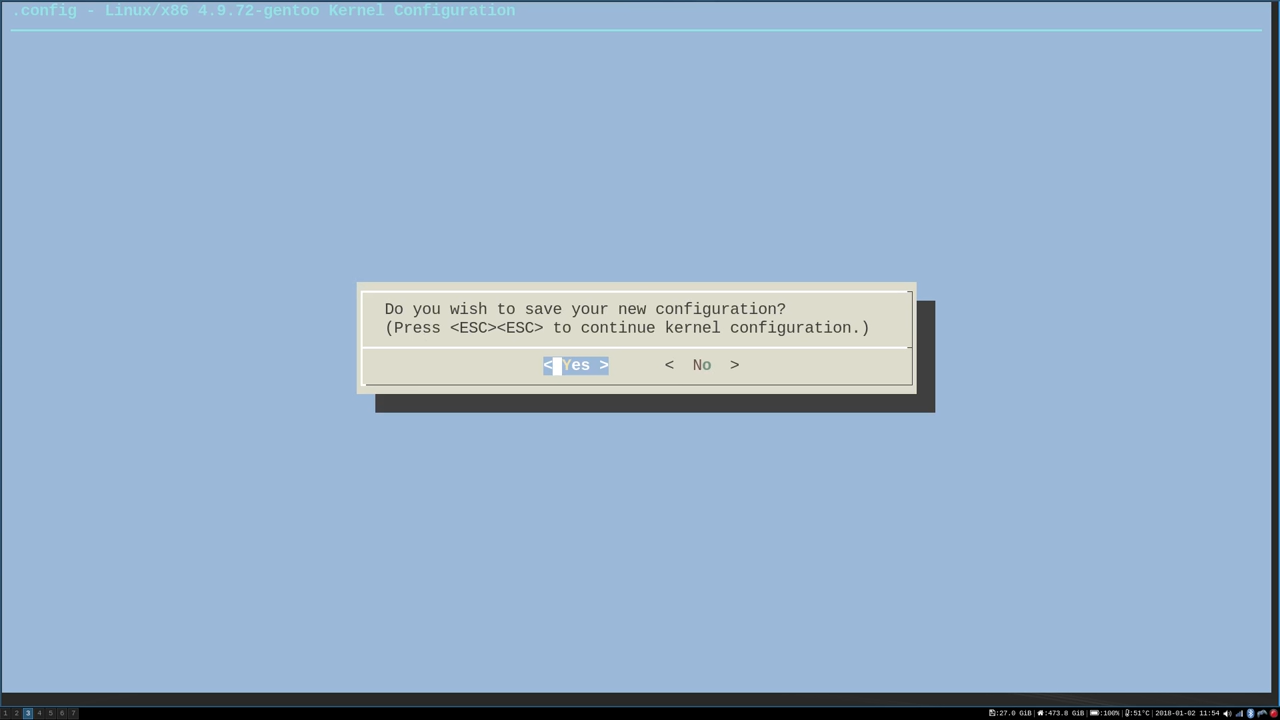 .config - Linux/x86 4.9.72-gentoo Kernel Configuration
Do you wish to save your new configuration?
(Press <ESC><ESC> to continue kernel configuration.)
< Yes > < No >
1 2 3 4 5 6 7 :27.0 GiB| :473.8 GiB| :100%| :51°C|2018-01-02 11:54